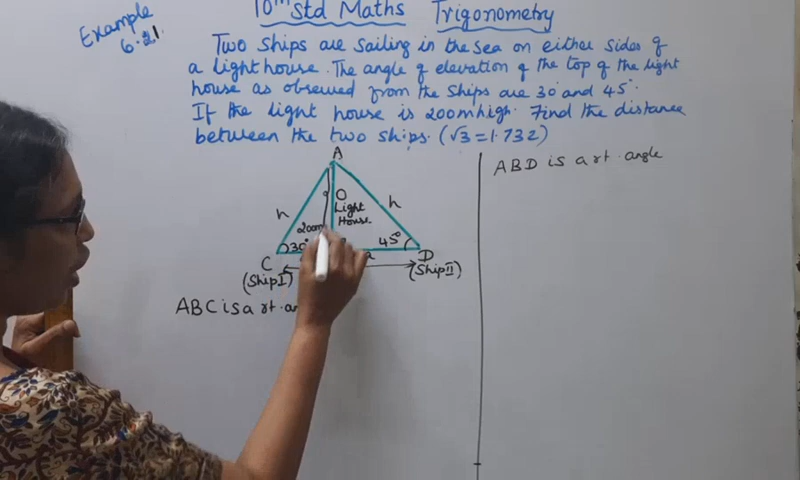 10th Std Maths Trigonometry
Example
6.21
Two ships are sailing in the sea on either sides of
a light house. The angle of elevation of the top of the light
house as observed from the ships are 30° and 45°.
If the light house is 200m high. Find the distance
between the two ships. (√3 = 1.732)
A
ABD is a rt. angle
O
Light
House
h
h
200m
30°
45°
a
C
D
(Ship I)
(Ship II)
ABC is a rt.